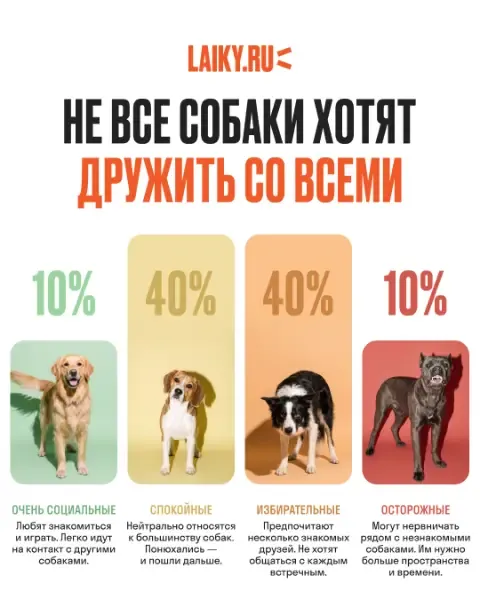 LAIKY.RU
НЕ ВСЕ СОБАКИ ХОТЯТ
ДРУЖИТЬ СО ВСЕМИ
10%
40%
40%
10%
ОЧЕНЬ СОЦИАЛЬНЫЕ
Любят знакомиться
и играть. Легко идут
на контакт с другими
собаками.
СПОКОЙНЫЕ
Нейтрально относятся
к большинству собак.
Понюхались —
и пошли дальше.
ИЗБИРАТЕЛЬНЫЕ
Предпочитают
несколько знакомых
друзей. Не хотят
общаться с каждым
встречным.
ОСТОРОЖНЫЕ
Могут нервничать
рядом с незнакомыми
собаками. Им нужно
больше пространства
и времени.